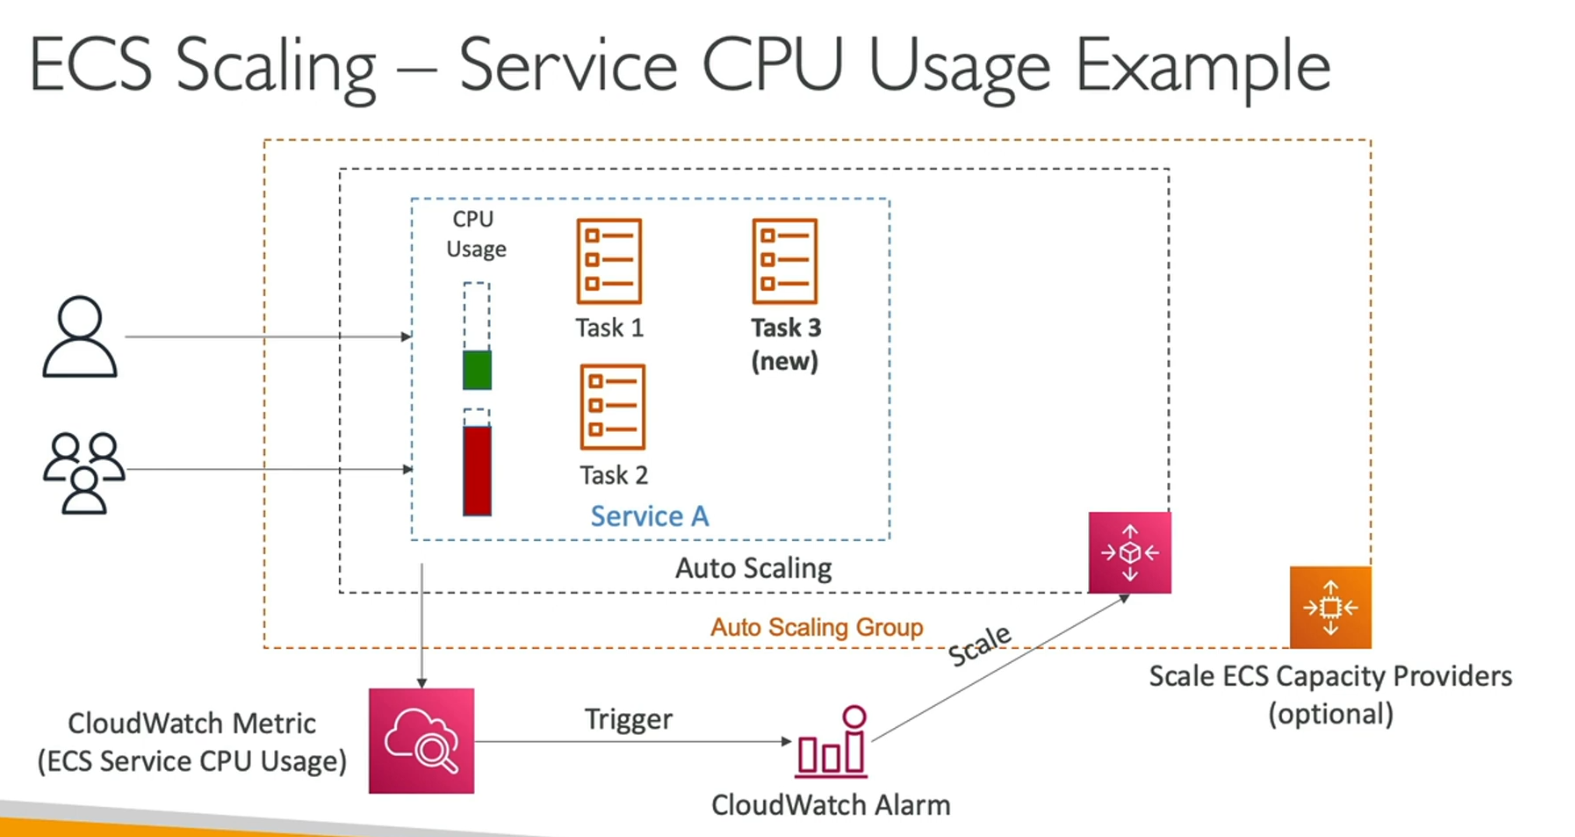 ECS Scaling – Service CPU Usage Example
CPU
Usage
Task 1
Task 3
(new)
Task 2
Service A
Auto Scaling
Auto Scaling Group
Scale
Scale ECS Capacity Providers
(optional)
CloudWatch Metric
(ECS Service CPU Usage)
Trigger
CloudWatch Alarm